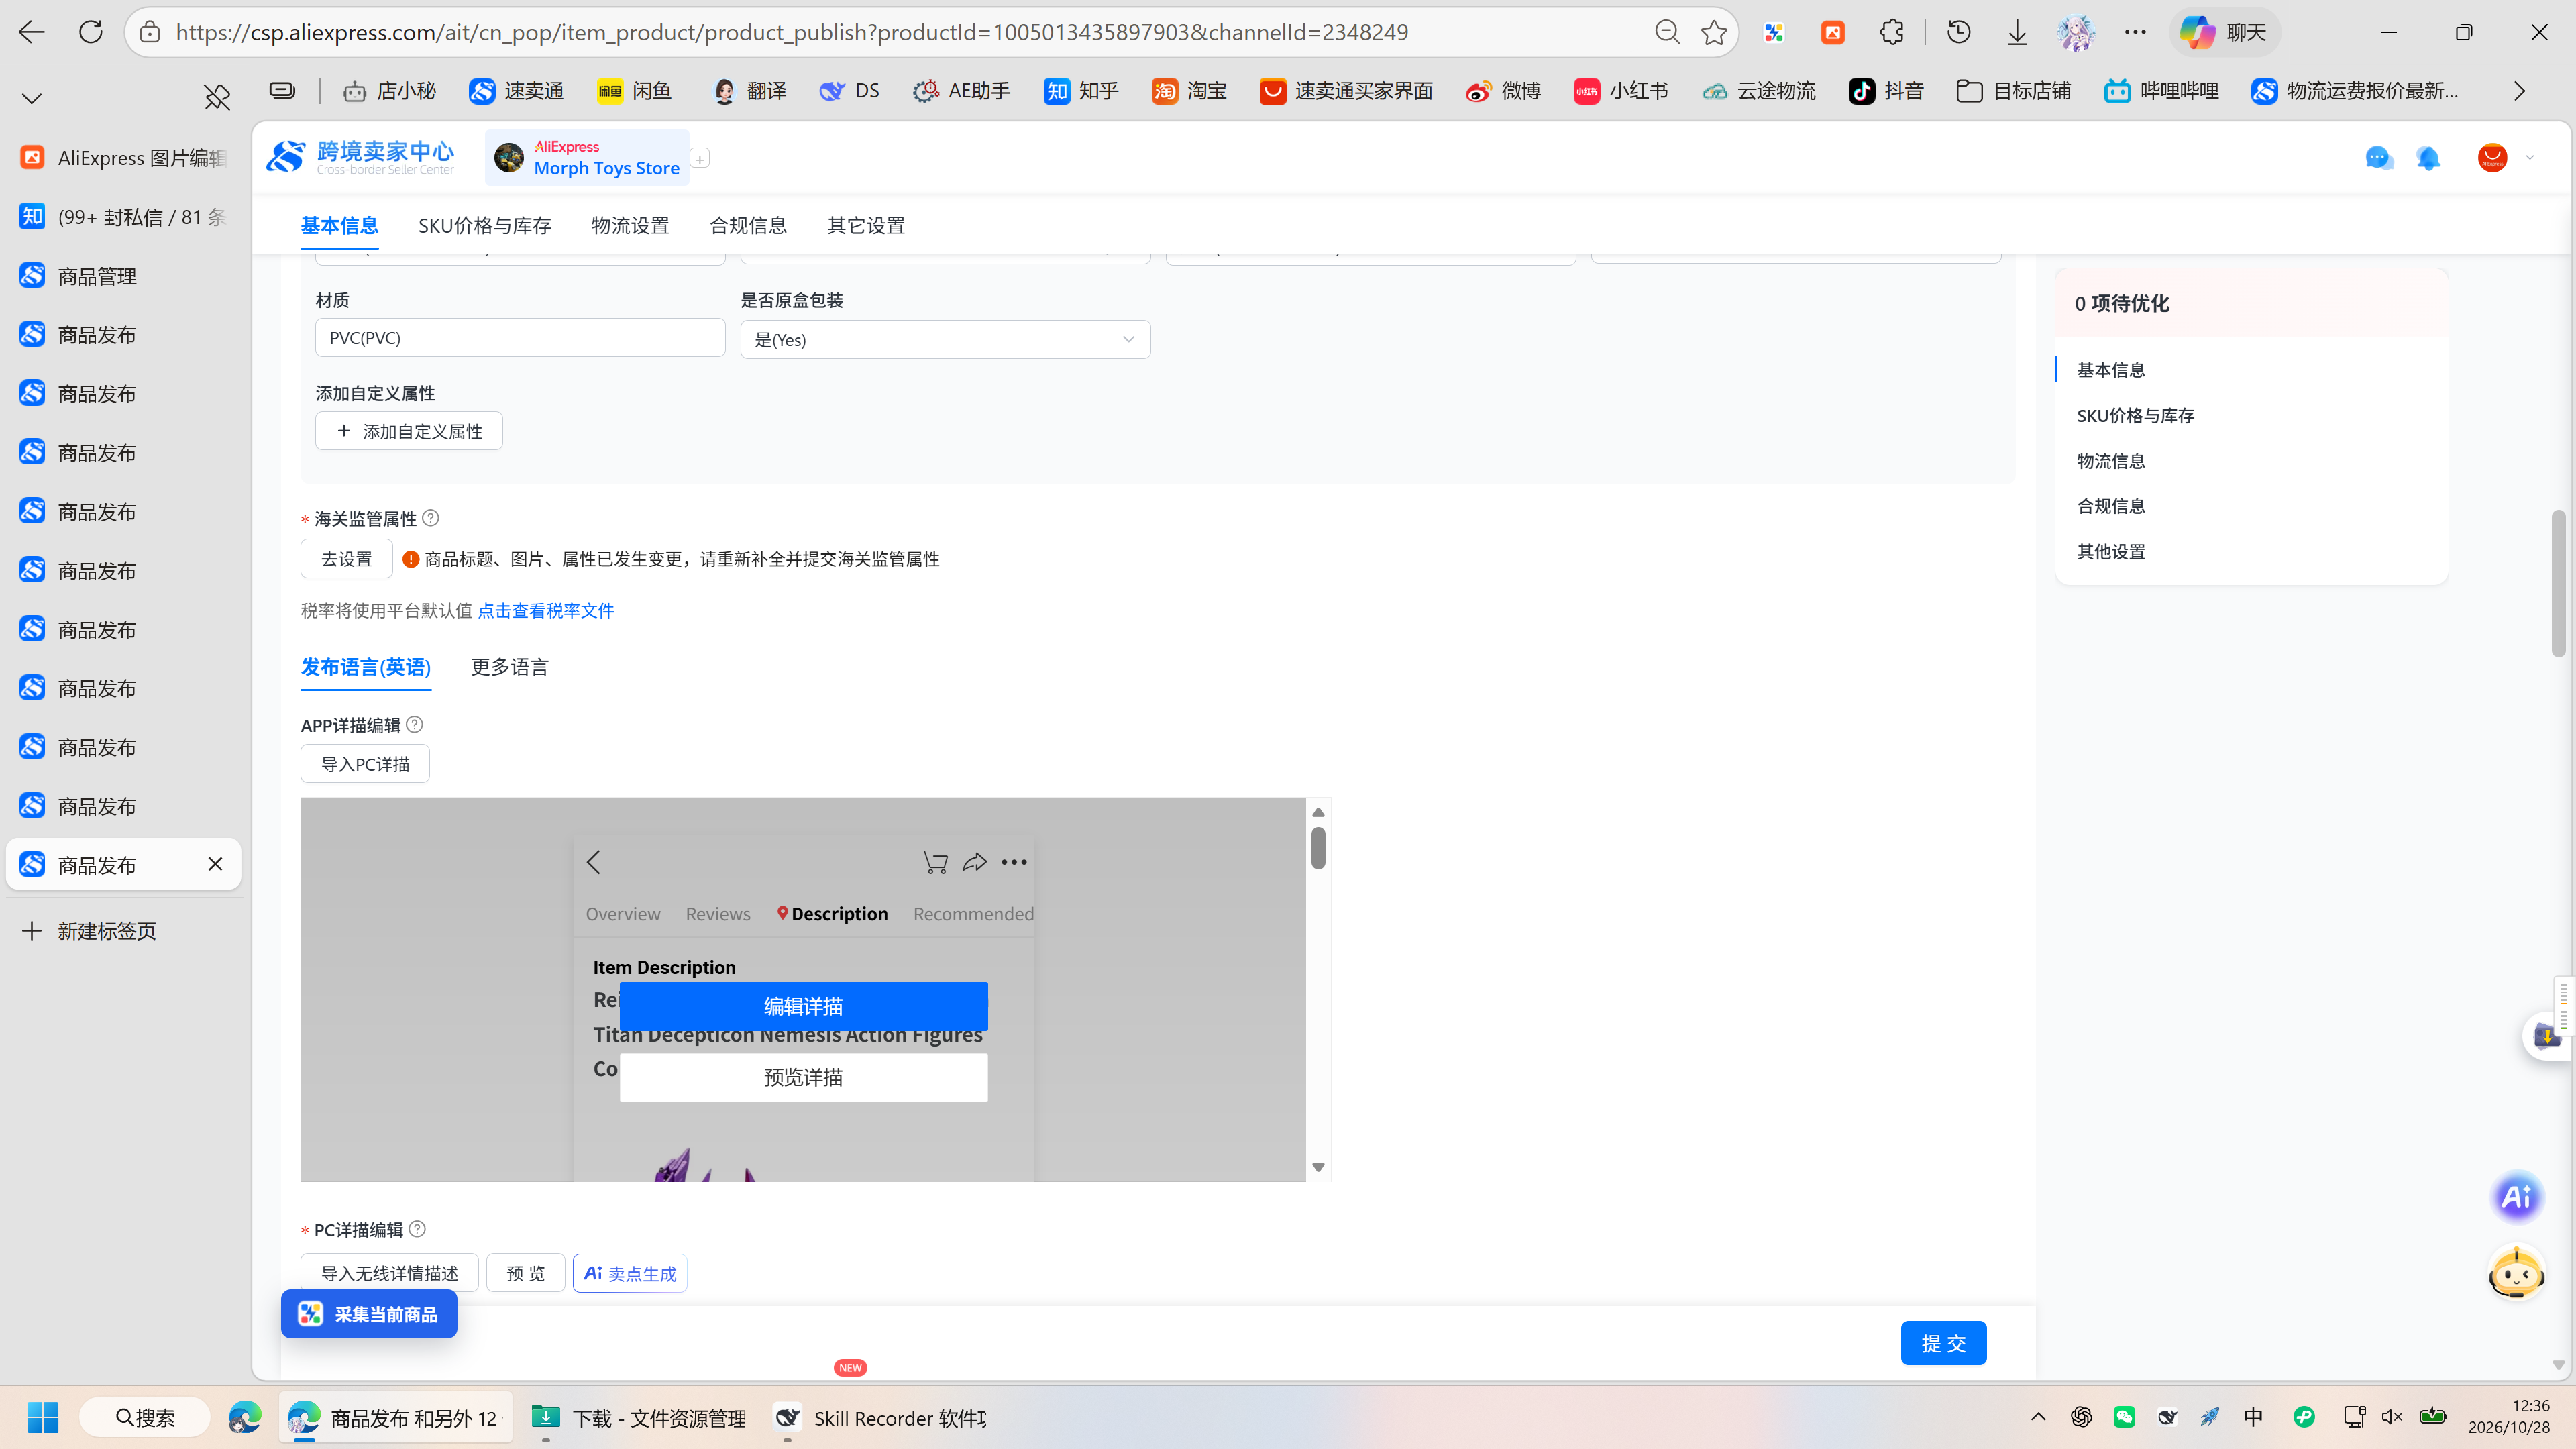 https://csp.aliexpress.com/ait/cn_pop/item_product/product_publish?productId=1005013435897903&channelId=2348249
聊天
店小秘
速卖通
闲鱼
翻译
DS
AE助手
知乎
淘宝
速卖通买家界面
微博
小红书
云途物流
抖音
目标店铺
哔哩哔哩
物流运费报价最新...
AliExpress 图片编辑
(99+ 封私信 / 81 条
商品管理
商品发布
商品发布
商品发布
商品发布
商品发布
商品发布
商品发布
商品发布
商品发布
商品发布
新建标签页
跨境卖家中心
Cross-border Seller Center
AliExpress
Morph Toys Store
基本信息
SKU价格与库存
物流设置
合规信息
其它设置
材质
是否原盒包装
PVC(PVC)
是(Yes)
添加自定义属性
添加自定义属性
* 海关监管属性
去设置
商品标题、图片、属性已发生变更，请重新补全并提交海关监管属性
税率将使用平台默认值 点击查看税率文件
发布语言(英语)
更多语言
APP详描编辑
导入PC详描
Overview
Reviews
Description
Recommended
Item Description
编辑详描
Titan Decepticon Nemesis Action Figures
Co
预览详描
* PC详描编辑
导入无线详情描述
预 览
Ai 卖点生成
采集当前商品
提 交
0 项待优化
基本信息
SKU价格与库存
物流信息
合规信息
其他设置
Ai
NEW
搜索
商品发布 和另外 12
下载 - 文件资源管理
Skill Recorder 软件
中
12:36
2026/10/28